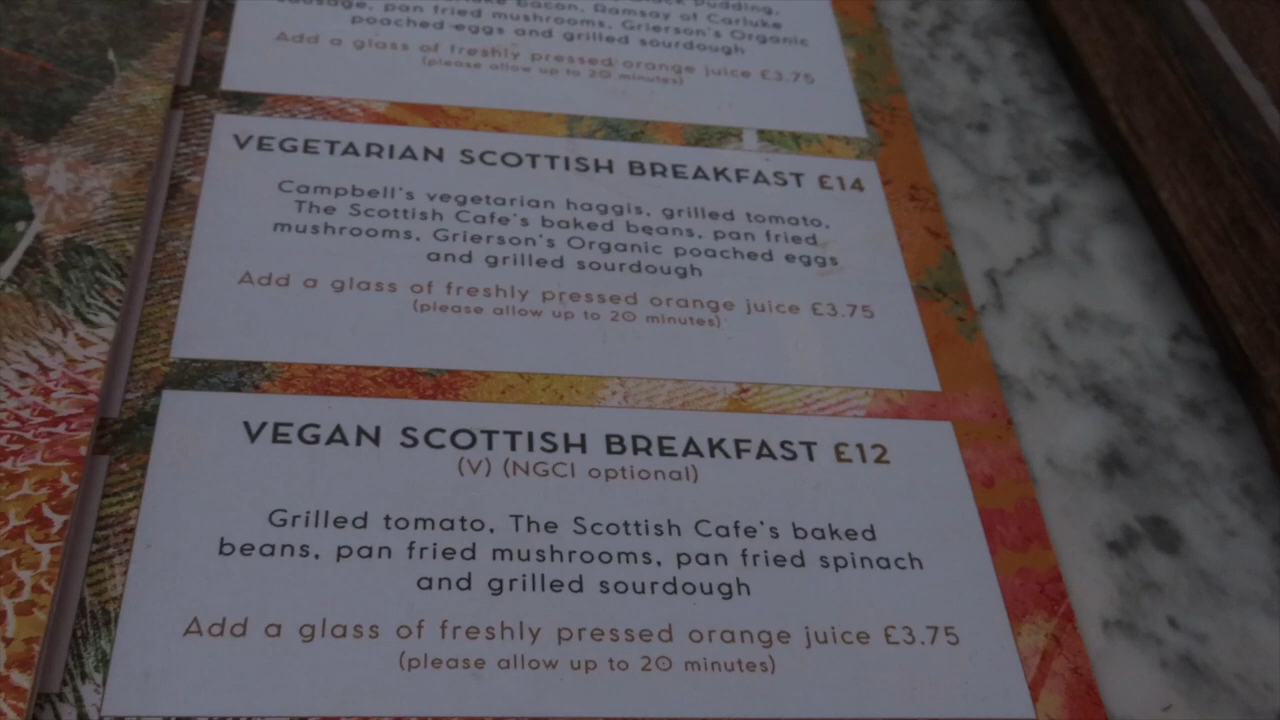 Bacon, Ramsay of Carluke
sausage, pan fried mushrooms, Grierson's Organic
poached eggs and grilled sourdough
Add a glass of freshly pressed orange juice £3.75
(please allow up to 20 minutes)
VEGETARIAN SCOTTISH BREAKFAST £14
Campbell's vegetarian haggis, grilled tomato,
The Scottish Cafe's baked beans, pan fried
mushrooms, Grierson's Organic poached eggs
and grilled sourdough
Add a glass of freshly pressed orange juice £3.75
(please allow up to 20 minutes)
VEGAN SCOTTISH BREAKFAST £12
(V) (NGCI optional)
Grilled tomato, The Scottish Cafe's baked
beans, pan fried mushrooms, pan fried spinach
and grilled sourdough
Add a glass of freshly pressed orange juice £3.75
(please allow up to 20 minutes)